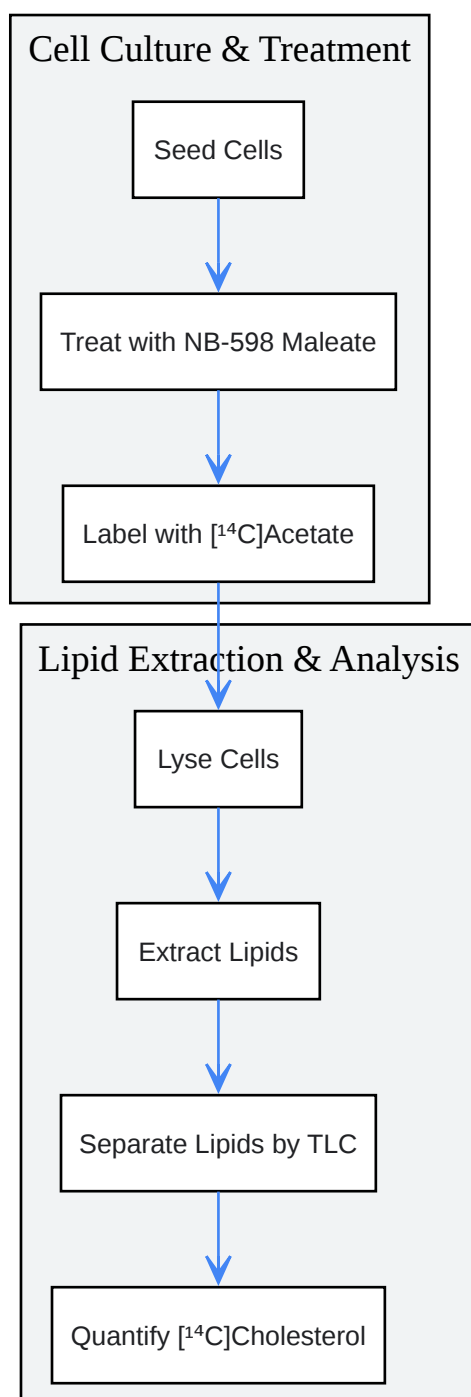 Cell Culture & Treatment
Seed Cells
Treat with NB-598 Maleate
Label with [¹⁴C]Acetate
Lipid Extraction & Analysis
Lyse Cells
Extract Lipids
Separate Lipids by TLC
Quantify [¹⁴C]Cholesterol